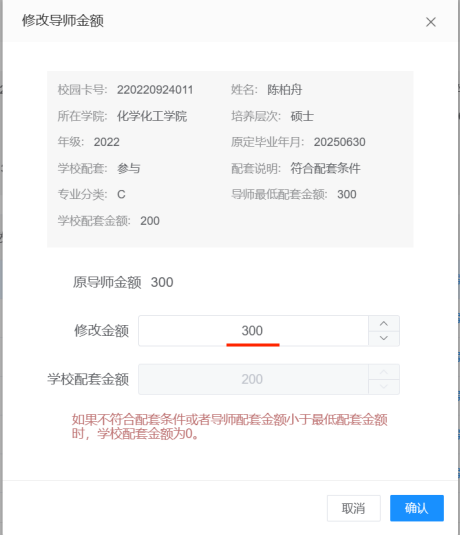 修改导师金额
校园卡号: 220220924011 姓名: 陈柏舟
所在学院: 化学化工学院 培养层次: 硕士
年级: 2022 原定毕业年月: 20250630
学校配套: 参与 配套说明: 符合配套条件
专业分类: C 导师最低配套金额: 300
学校配套金额: 200
原导师金额 300
修改金额 300
学校配套金额 200
如果不符合配套条件或者导师配套金额小于最低配套金额
时，学校配套金额为0。
取消 确认